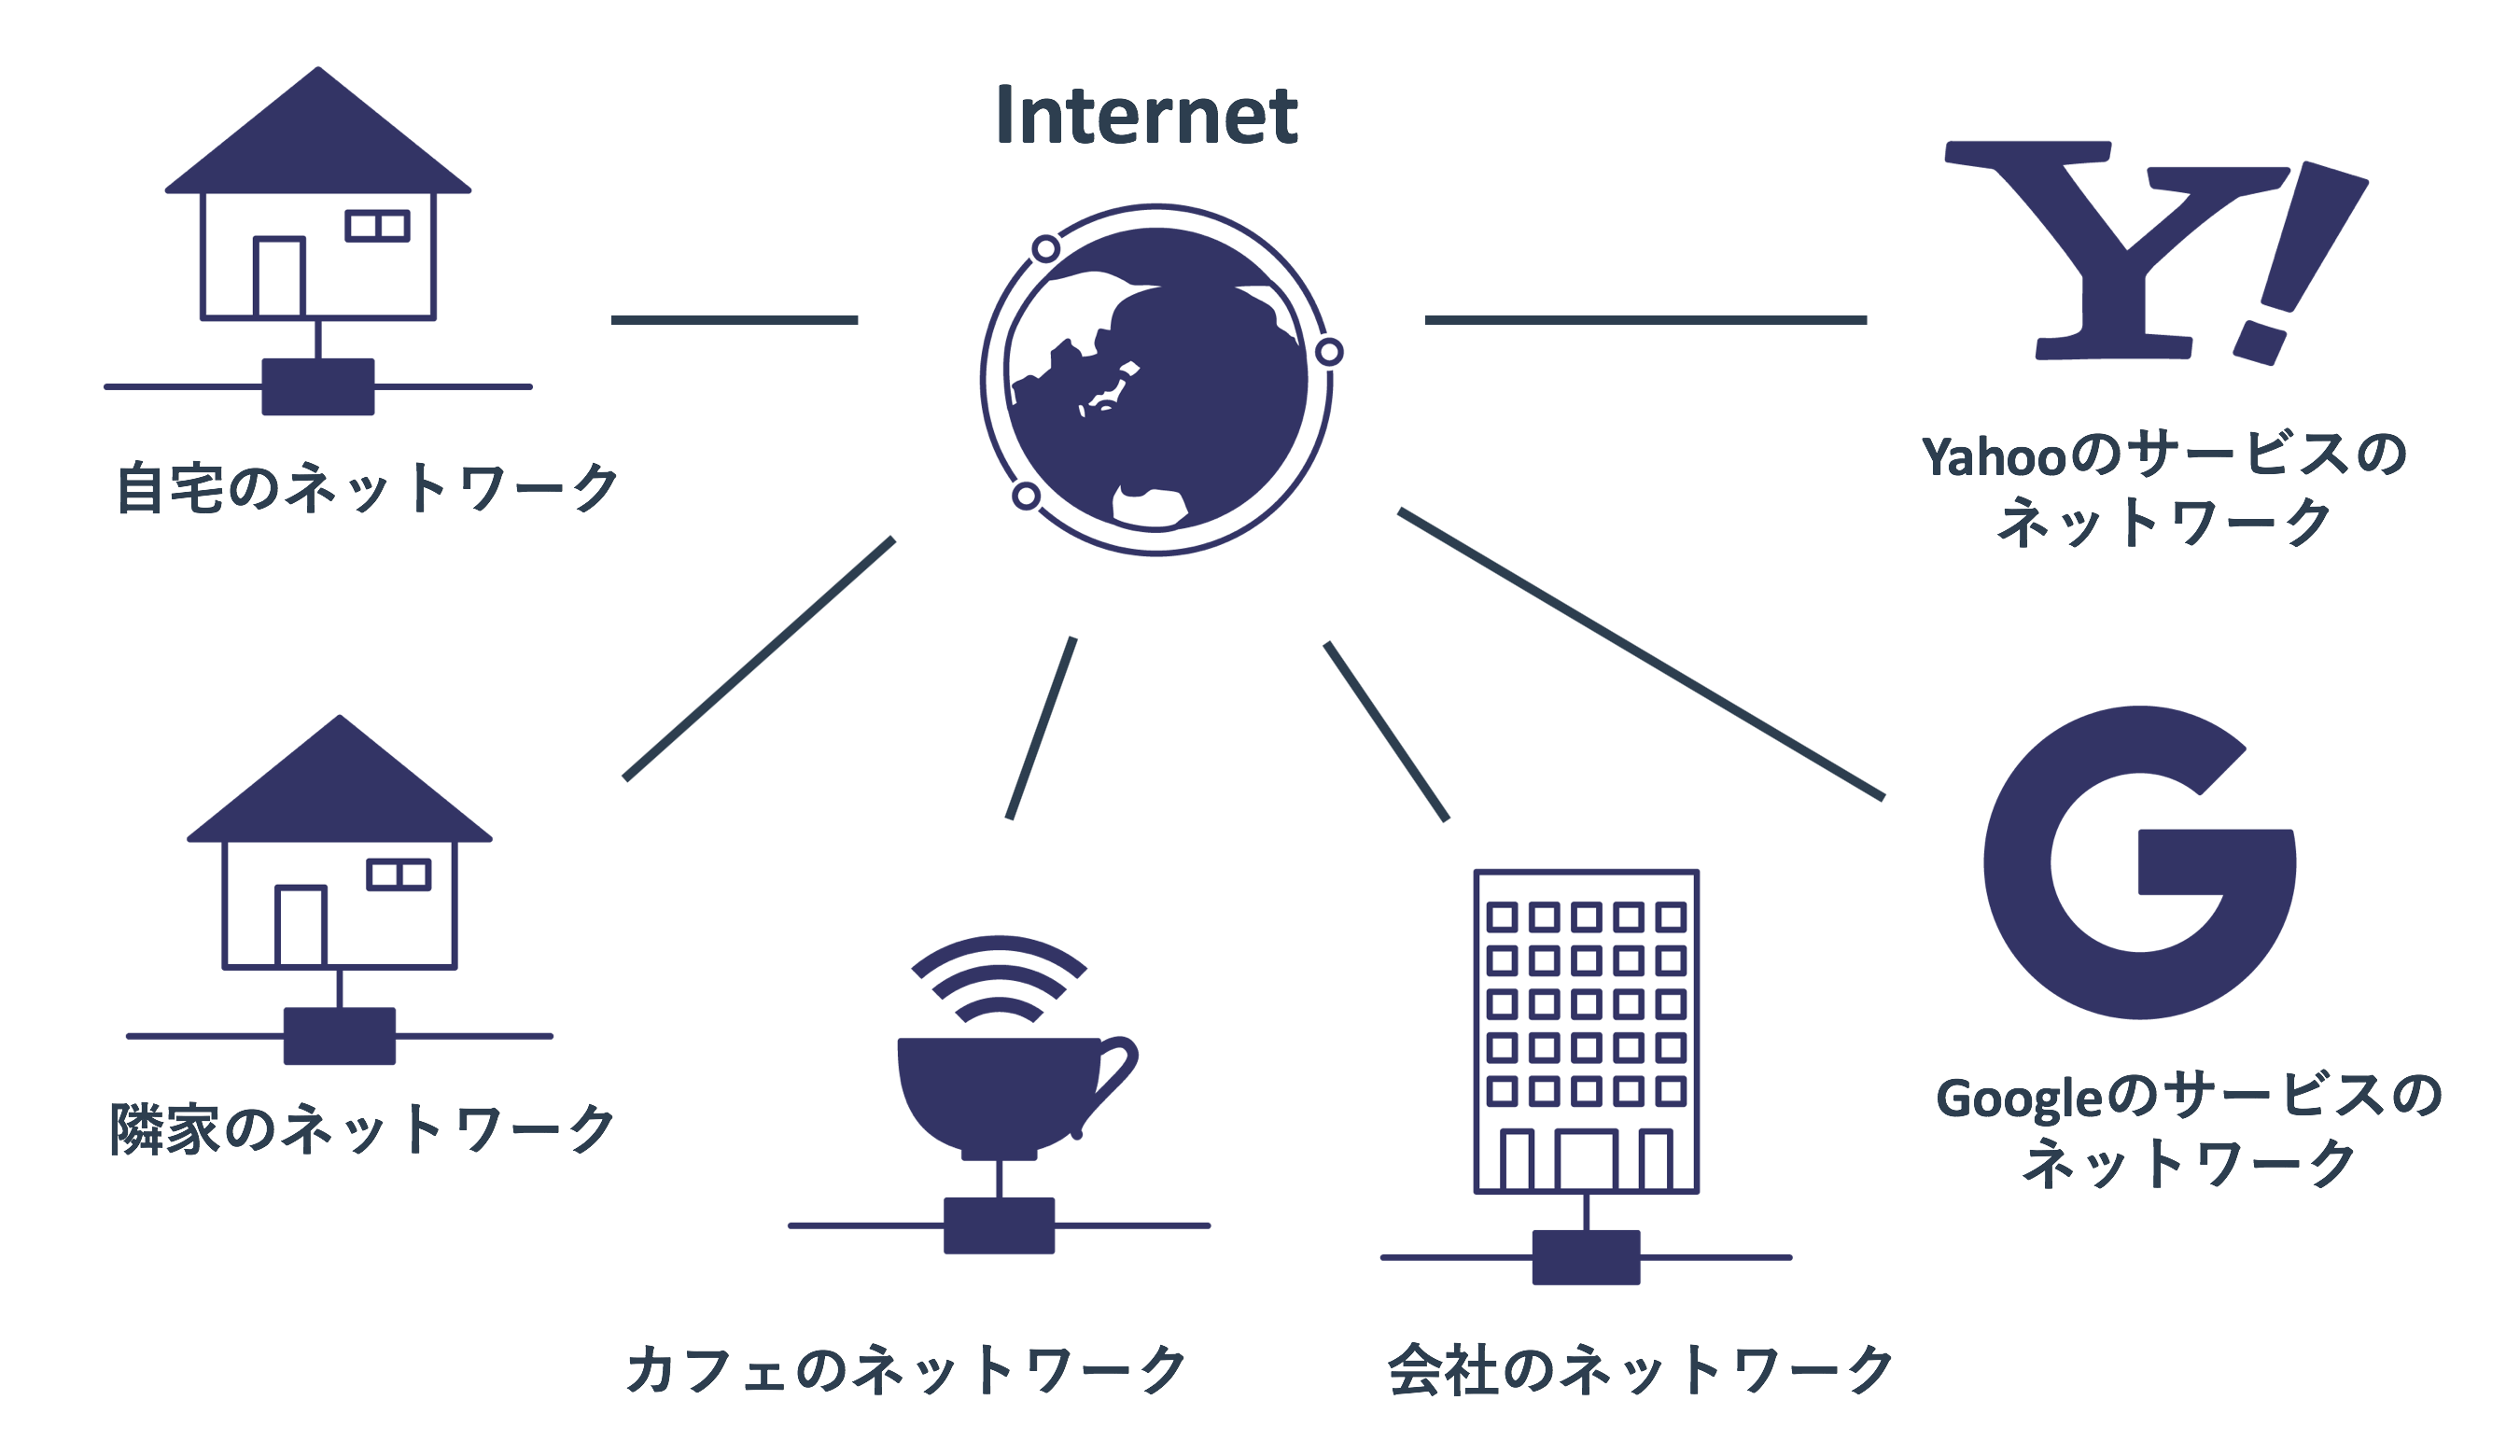 Internet
Y!
自宅のネットワーク
Yahooのサービスの
ネットワーク
G
隣家のネットワーク
Googleのサービスの
ネットワーク
カフェのネットワーク
会社のネットワーク